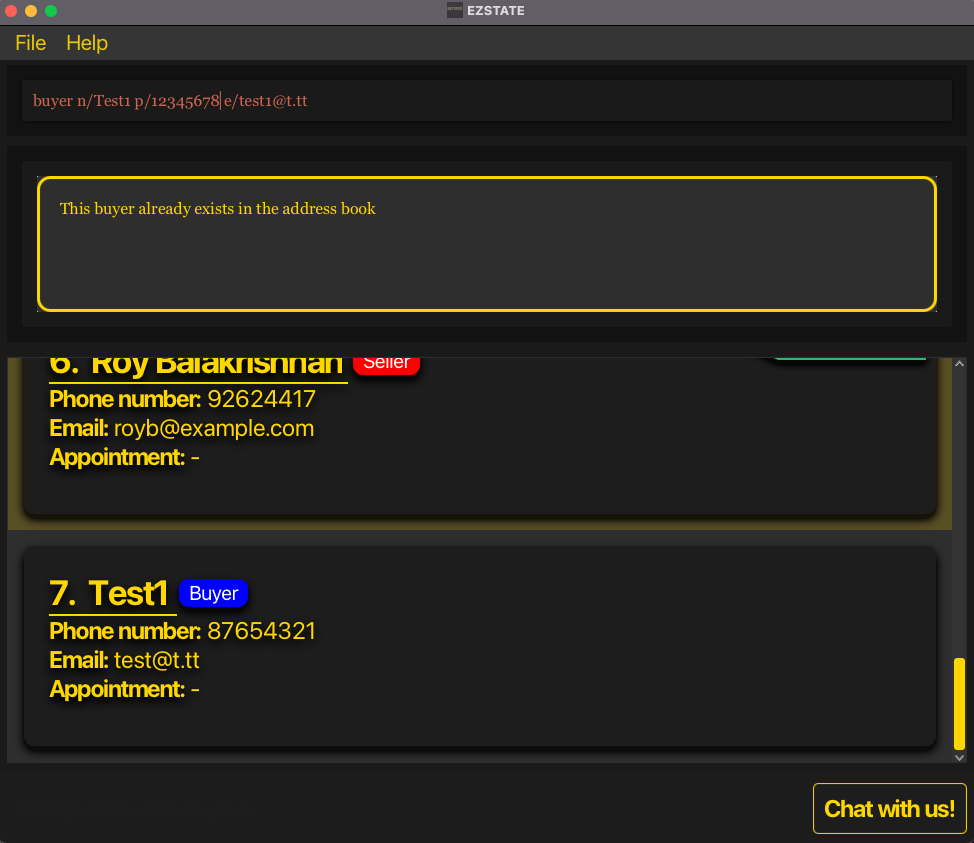 EZSTATE
File Help
buyer n/Test1 p/12345678 e/test1@t.tt
This buyer already exists in the address book
6. Roy Balakrishnan Seller
Phone number: 92624417
Email: royb@example.com
Appointment: -
7. Test1 Buyer
Phone number: 87654321
Email: test@t.tt
Appointment: -
Chat with us!